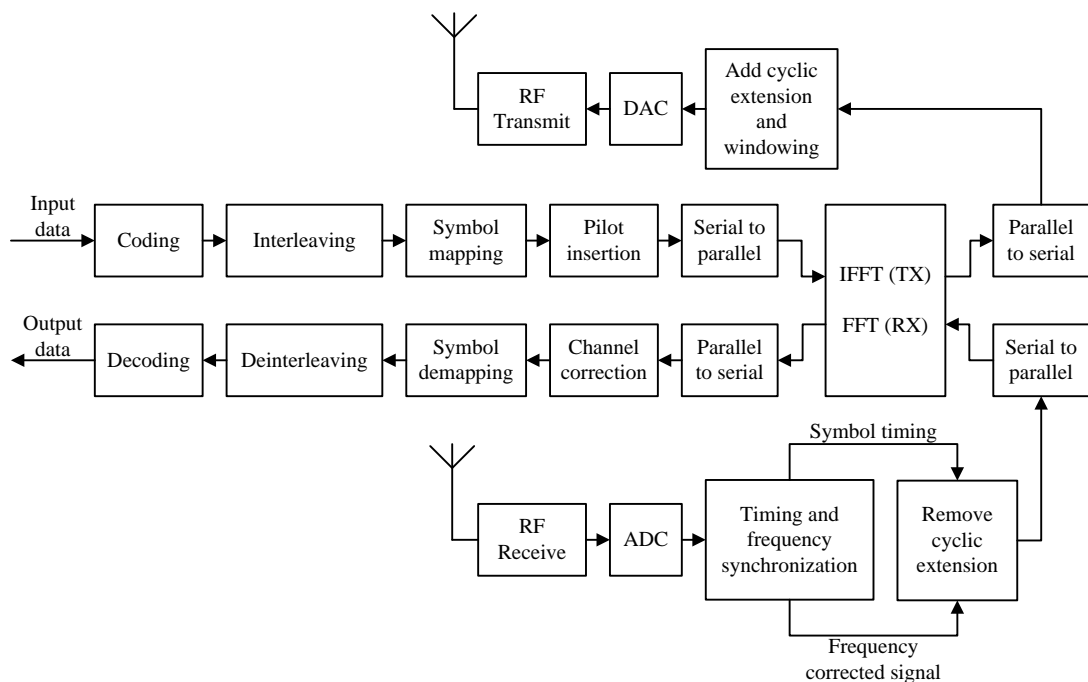 RF
Transmit
DAC
Add cyclic
extension
and
windowing
Input
data
Coding
Interleaving
Symbol
mapping
Pilot
insertion
Serial to
parallel
IFFT (TX)
FFT (RX)
Parallel
to serial
Output
data
Decoding
Deinterleaving
Symbol
demapping
Channel
correction
Parallel
to serial
Serial to
parallel
Symbol timing
RF
Receive
ADC
Timing and
frequency
synchronization
Remove
cyclic
extension
Frequency
corrected signal